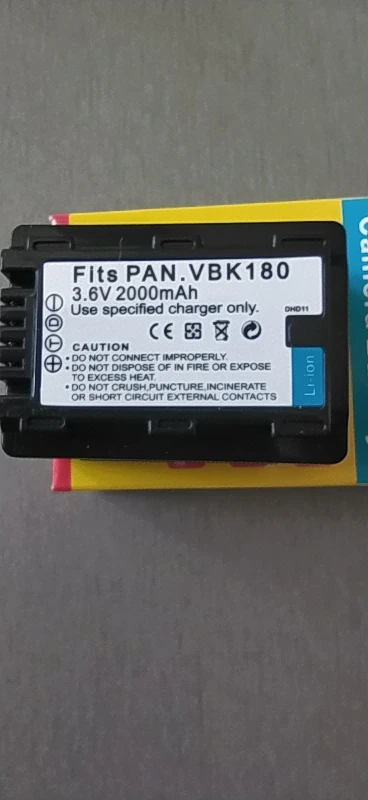 Fits PAN.VBK180
3.6V 2000mAh
Use specified charger only.
DHD11
CE
D
T
CAUTION
• DO NOT CONNECT IMPROPERLY.
• DO NOT DISPOSE OF IN FIRE OR EXPOSE
TO EXCESS HEAT.
• DO NOT CRUSH,PUNCTURE,INCINERATE
OR SHORT CIRCUIT EXTERNAL CONTACTS
Li-ion